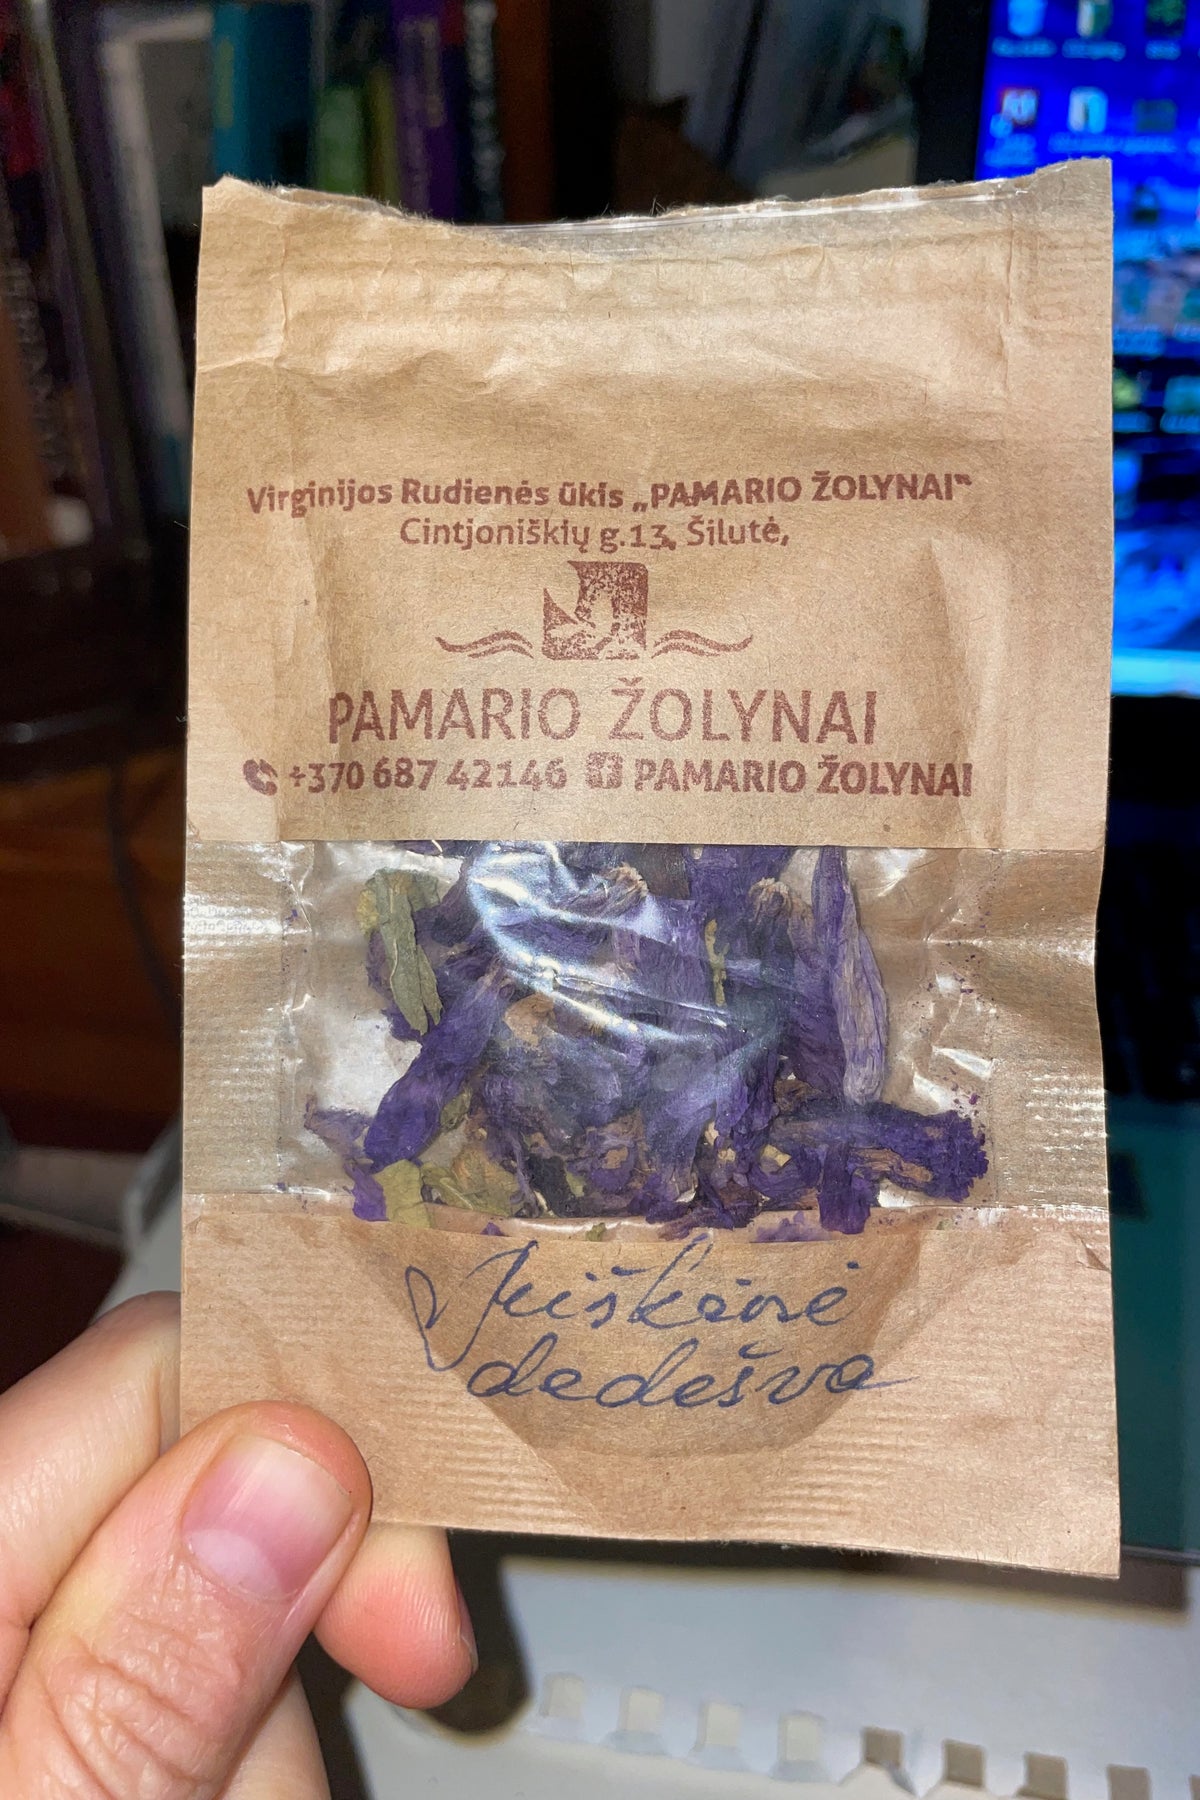 Virginijos Rudienės ūkis „PAMARIO ŽOLYNAI"
Cintjoniškių g.13, Šilutė,
PAMARIO ŽOLYNAI
+370 687 42146 PAMARIO ŽOLYNAI
Miškinė
dedešva